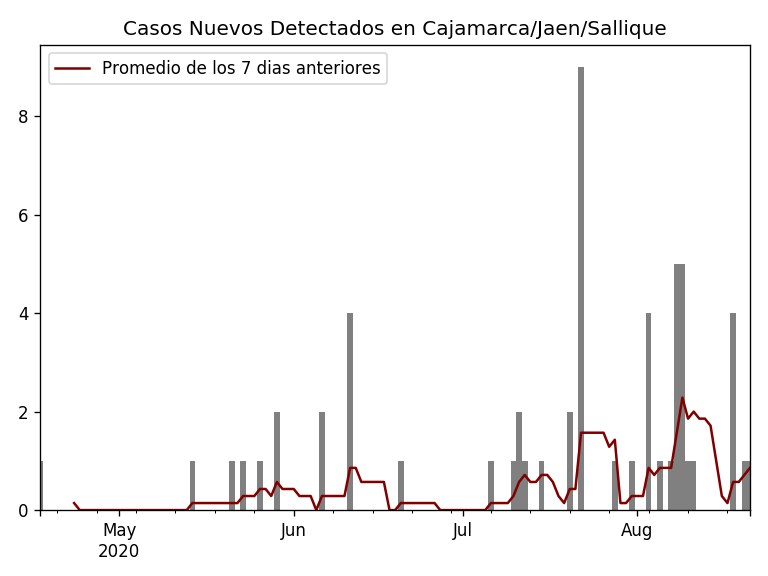 Casos Nuevos Detectados en Cajamarca/Jaen/Sallique
Promedio de los 7 dias anteriores
8
6
4
2
0
May
2020
Jun
Jul
Aug